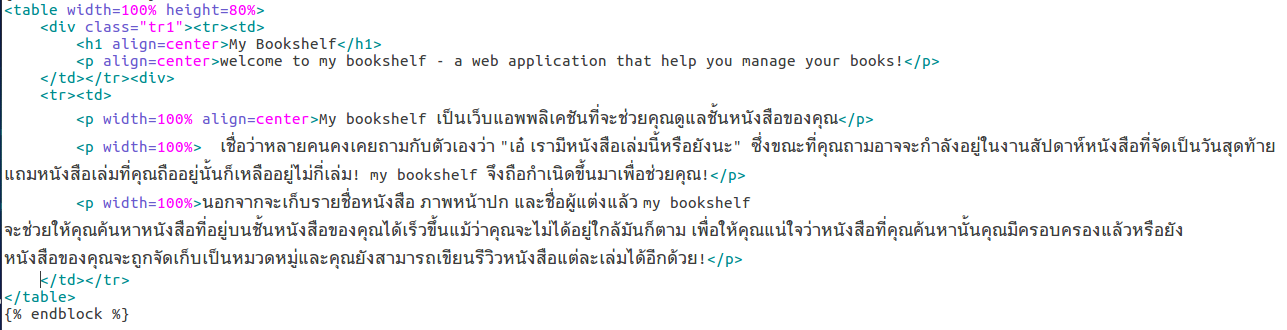 <table width=100% height=80%>
<div class="tr1"><tr><td>
<h1 align=center>My Bookshelf</h1>
<p align=center>welcome to my bookshelf - a web application that help you manage your books!</p>
</td></tr><div>
<tr><td>
<p width=100% align=center>My bookshelf เป็นเว็บแอพพลิเคชันที่จะช่วยคุณดูแลชั้นหนังสือของคุณ</p>
<p width=100%> เชื่อว่าหลายคนคงเคยถามกับตัวเองว่า "เอ๋ เรามีหนังสือเล่มนี้หรือยังนะ" ซึ่งขณะที่คุณถามอาจจะกำลังอยู่ในงานสัปดาห์หนังสือที่จัดเป็นวันสุดท้าย
แถมหนังสือเล่มที่คุณถืออยู่นั้นก็เหลืออยู่ไม่กี่เล่ม! my bookshelf จึงถือกำเนิดขึ้นมาเพื่อช่วยคุณ!</p>
<p width=100%>นอกจากจะเก็บรายชื่อหนังสือ ภาพหน้าปก และชื่อผู้แต่งแล้ว my bookshelf
จะช่วยให้คุณค้นหาหนังสือที่อยู่บนชั้นหนังสือของคุณได้เร็วขึ้นแม้ว่าคุณจะไม่ได้อยู่ใกล้มันก็ตาม เพื่อให้คุณแน่ใจว่าหนังสือที่คุณค้นหานั้นคุณมีครอบครองแล้วหรือยัง
หนังสือของคุณจะถูกจัดเก็บเป็นหมวดหมู่และคุณยังสามารถเขียนรีวิวหนังสือแต่ละเล่มได้อีกด้วย!</p>
</td></tr>
</table>
{% endblock %}